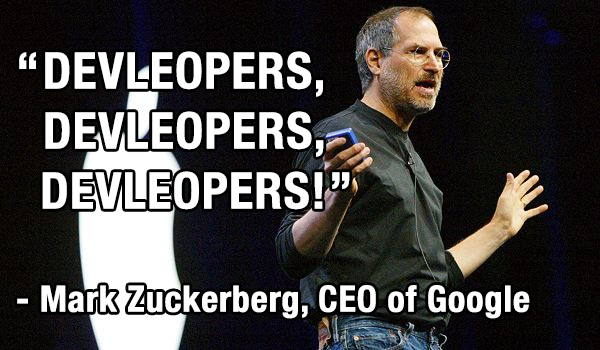 “DEVLEOPERS,
DEVLEOPERS,
DEVLEOPERS!”
- Mark Zuckerberg, CEO of Google